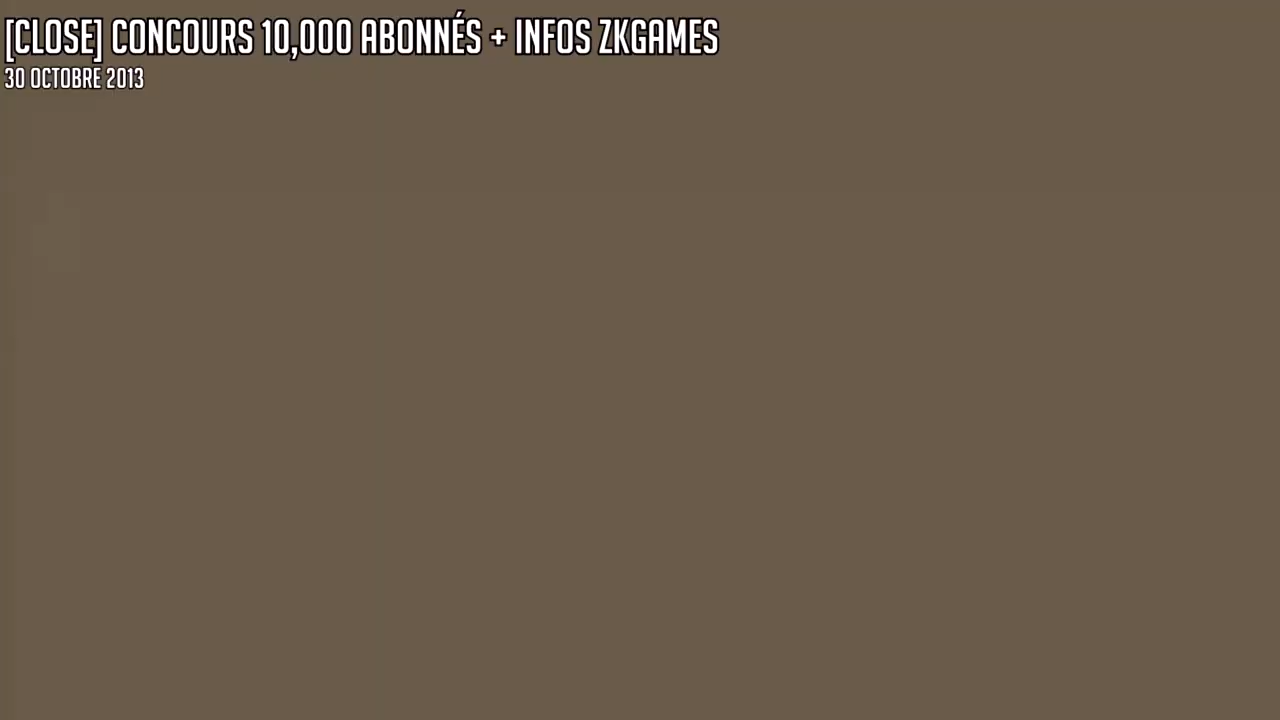 [CLOSE] CONCOURS 10,000 ABONNÉS + INFOS ZKGAMES
30 OCTOBRE 2013